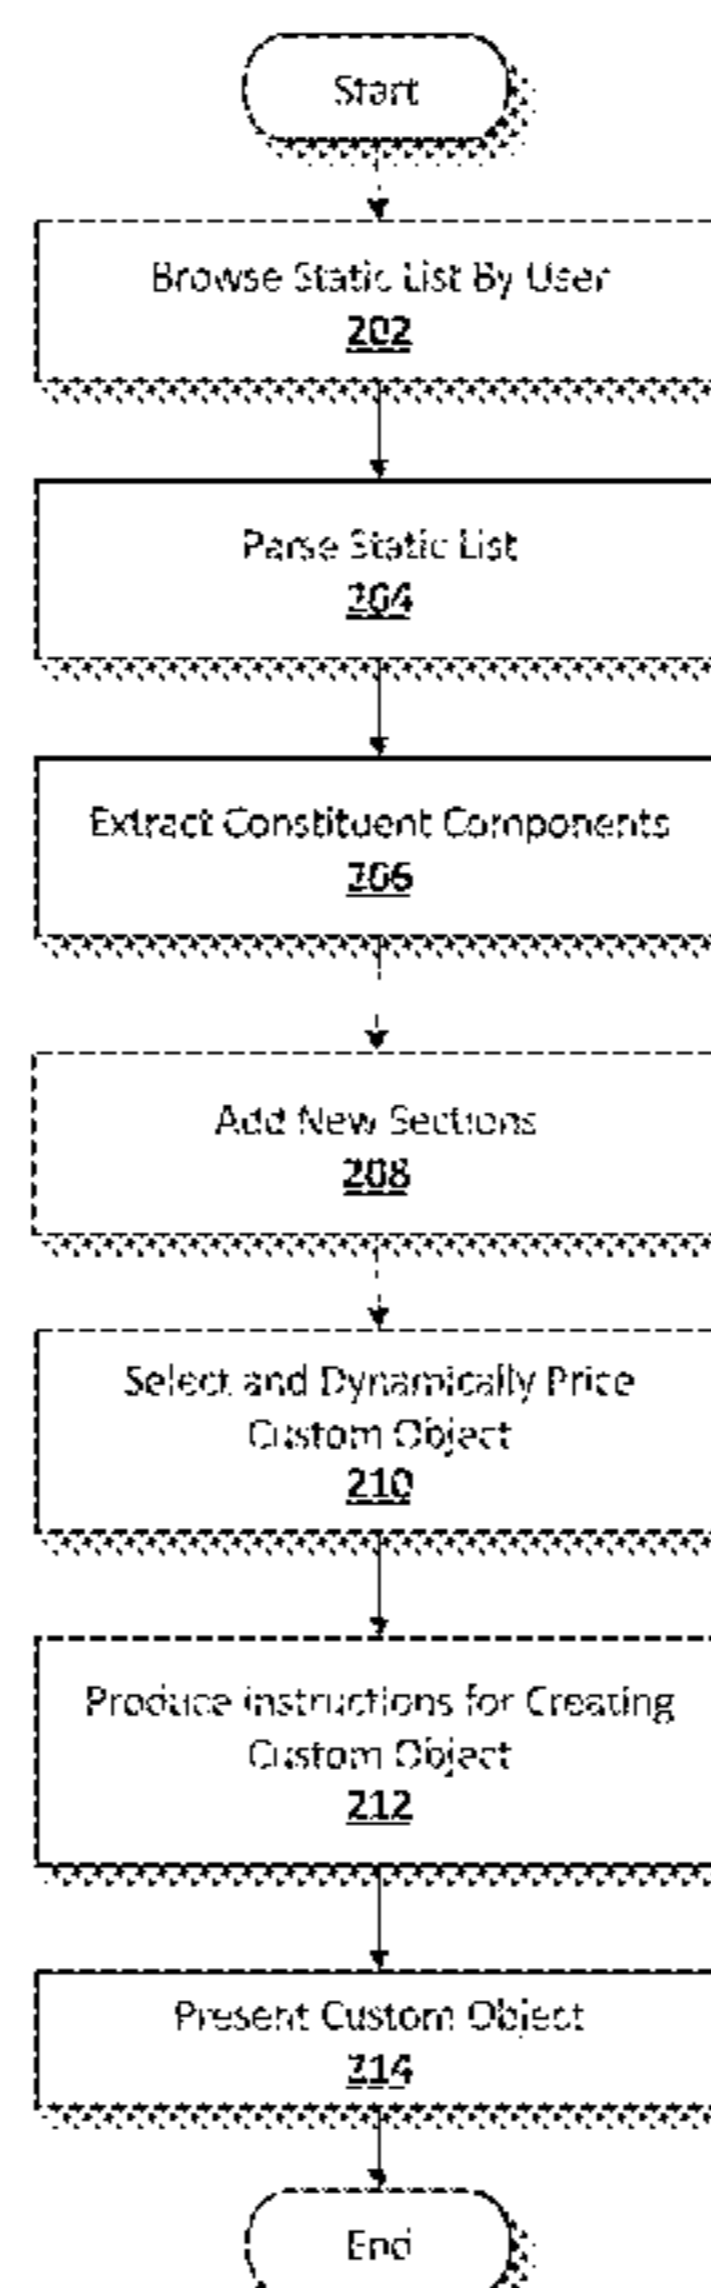 Start
Browse Static List By User
202
Parse Static List
204
Extract Constituent Components
206
Add New Sections
208
Select and Dynamically Price
Custom Object
210
Produce instructions for Creating
Custom Object
212
Present Custom Object
214
End